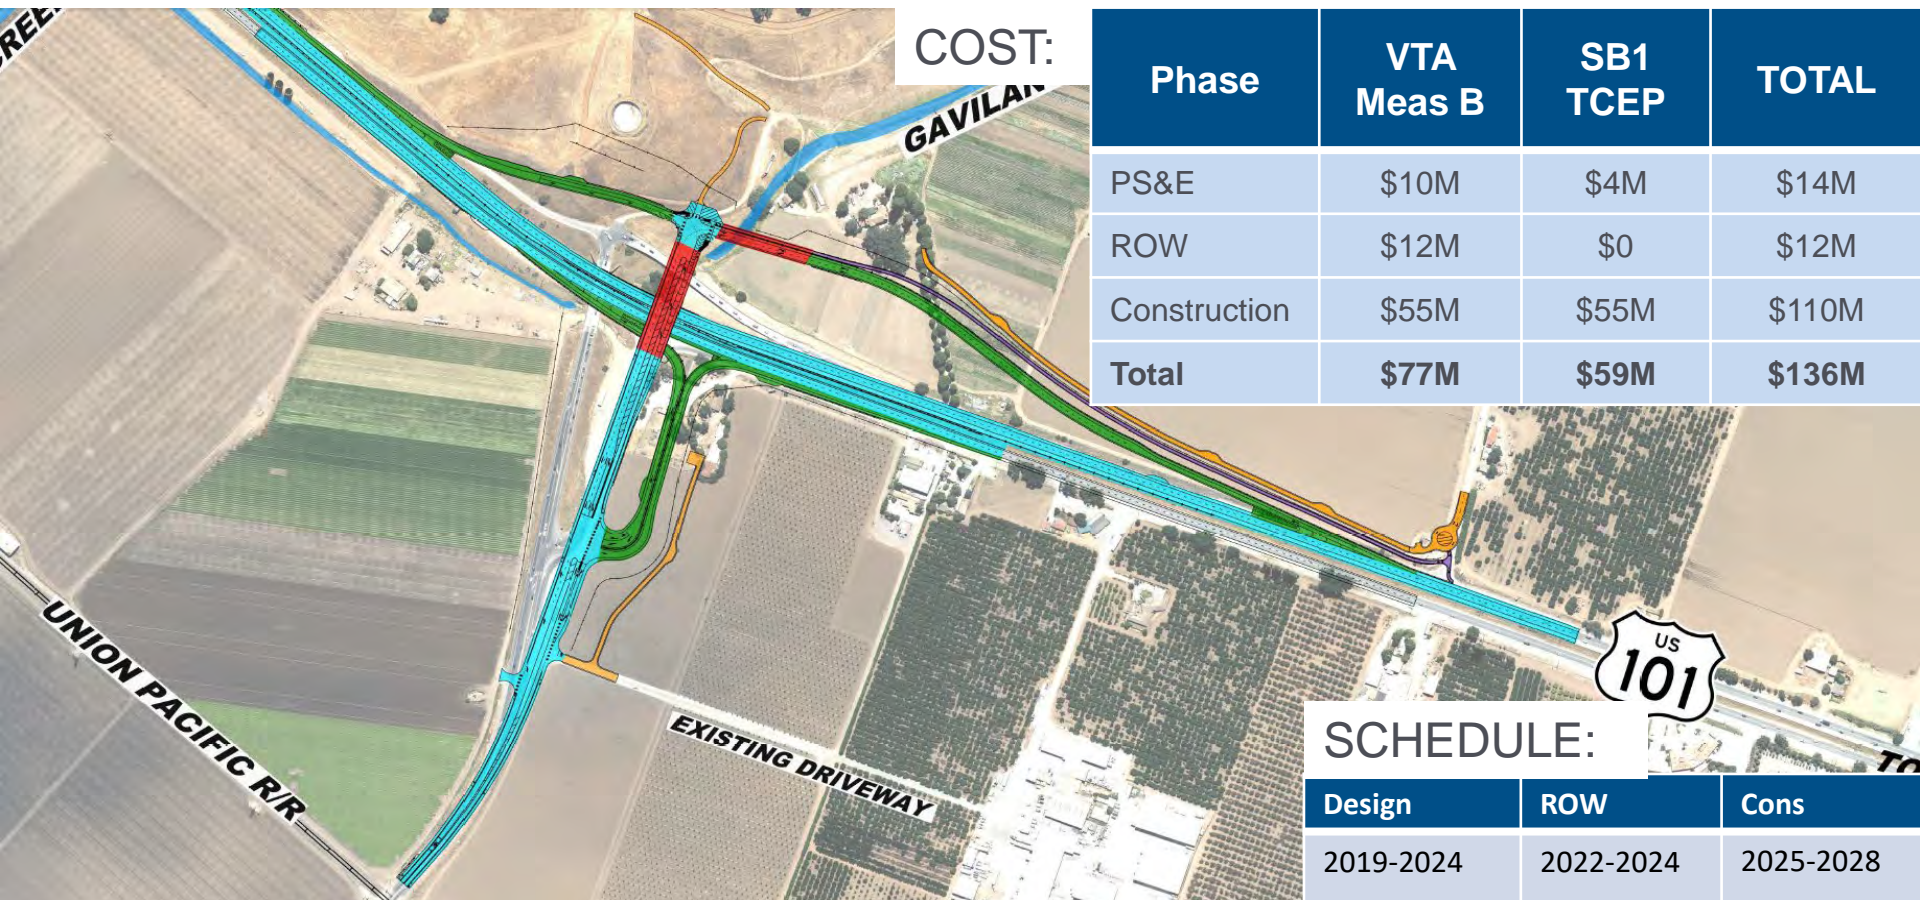 COST:
Phase VTA Meas B SB1 TCEP TOTAL
PS&E $10M $4M $14M
ROW $12M $0 $12M
Construction $55M $55M $110M
Total $77M $59M $136M
GAVILAN
UNION PACIFIC R/R
EXISTING DRIVEWAY
US
101
SCHEDULE:
Design ROW Cons
2019-2024 2022-2024 2025-2028